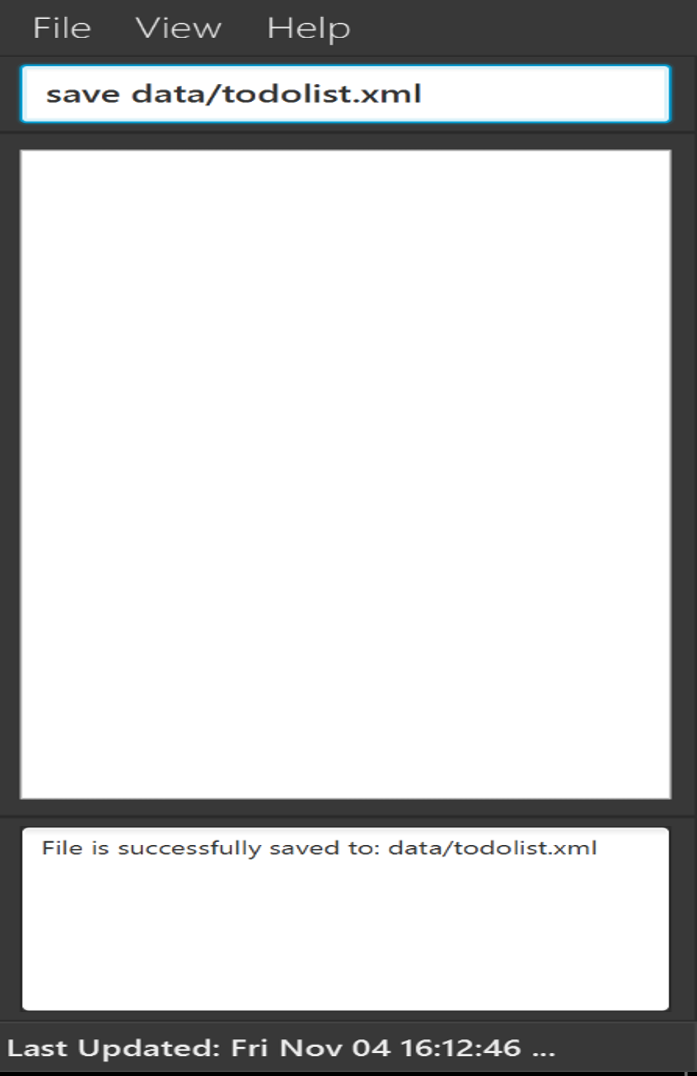 File View Help
save data/todolist.xml
File is successfully saved to: data/todolist.xml
Last Updated: Fri Nov 04 16:12:46 ...